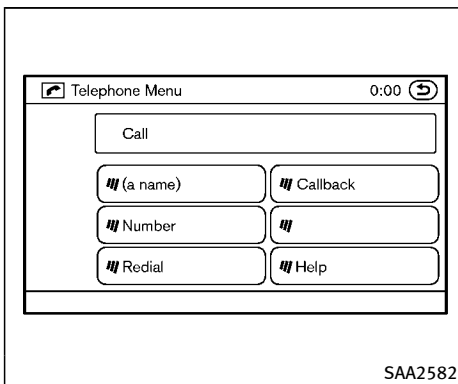 Telephone Menu 0:00
Call
(a name) Callback
Number
Redial Help
SAA2582